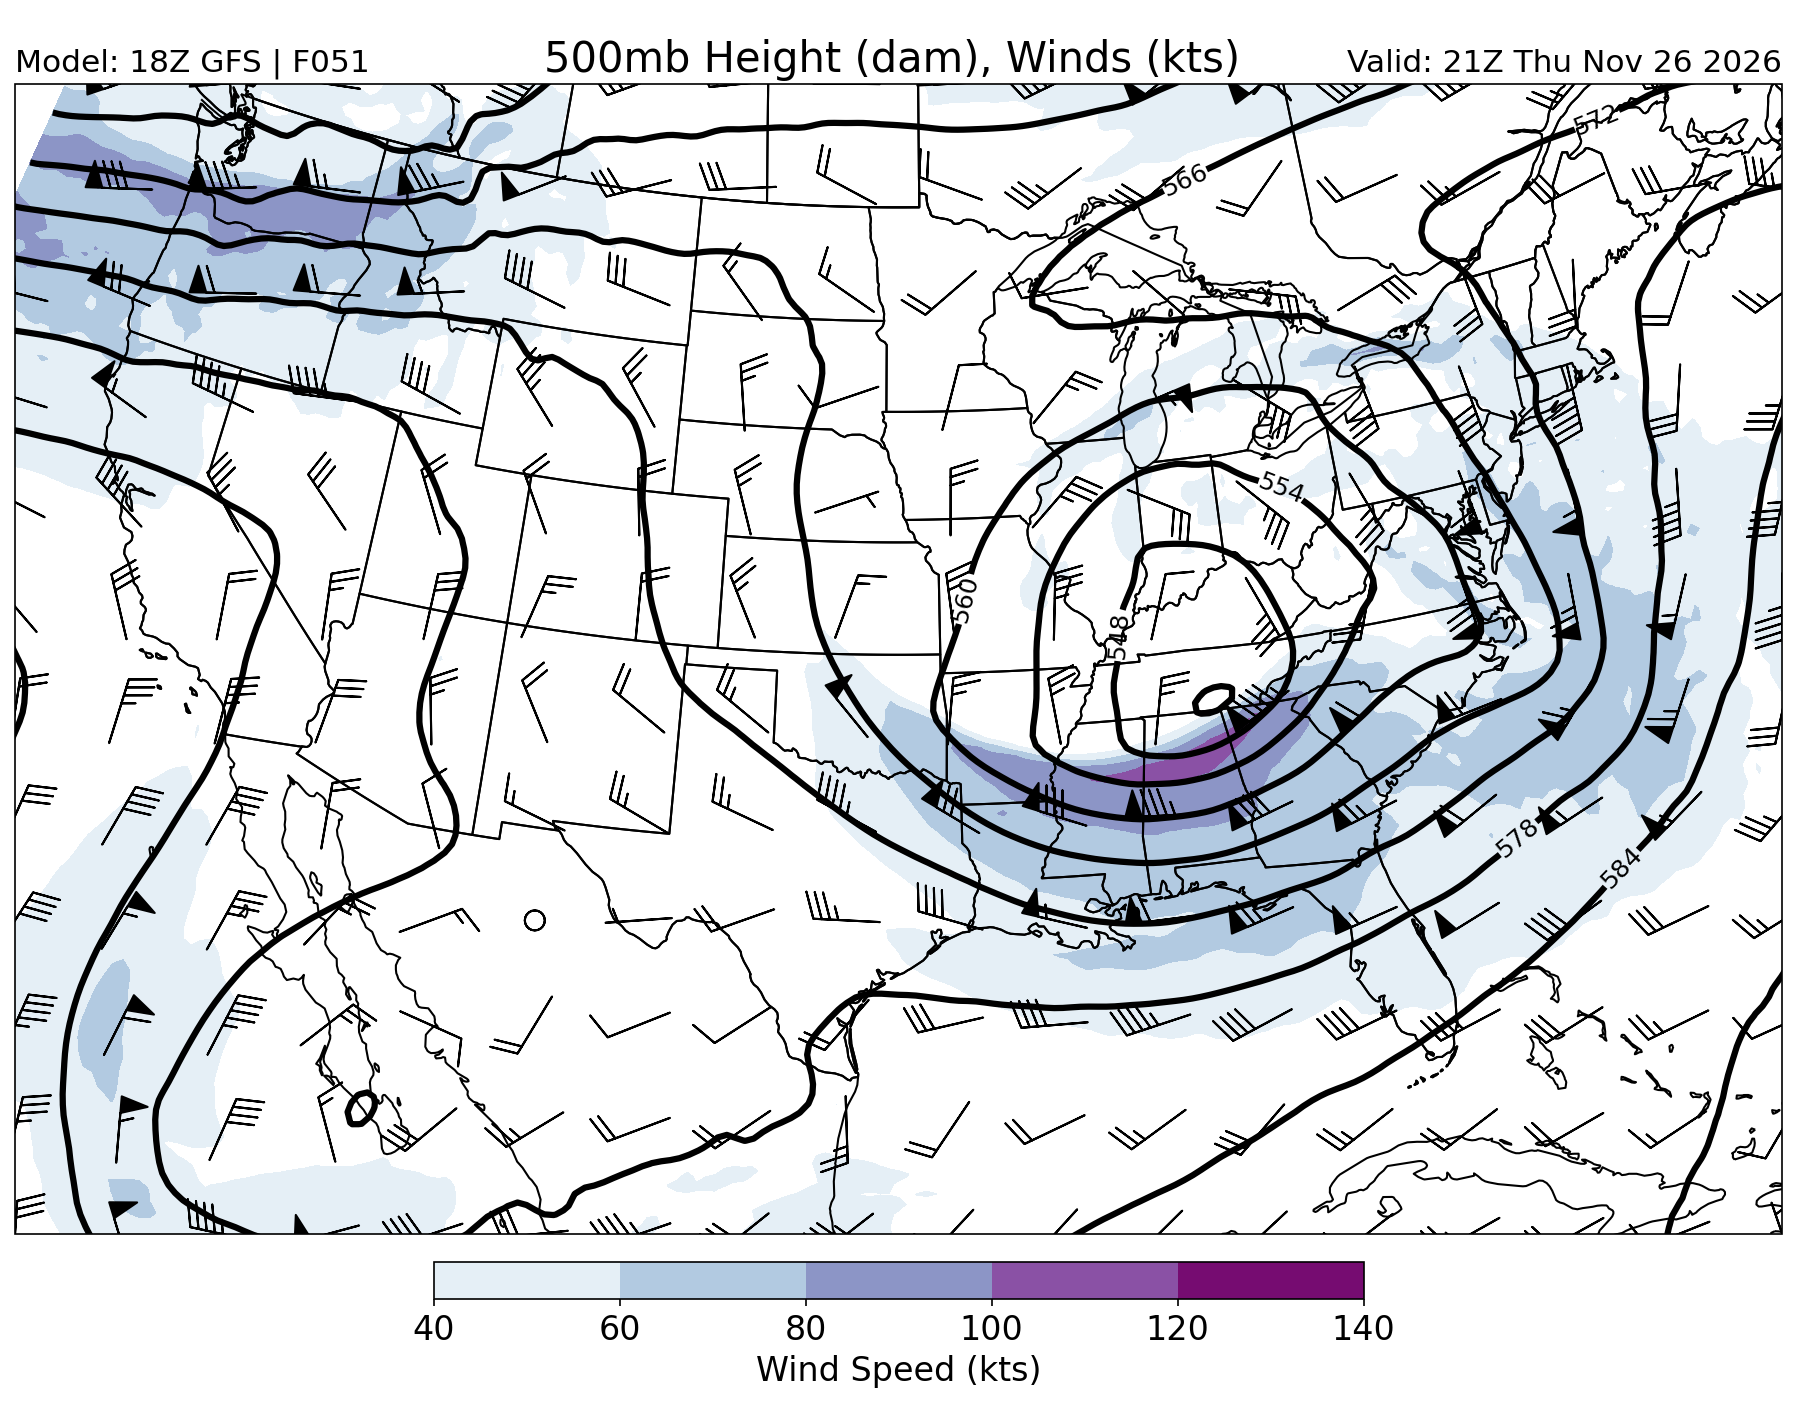 Model: 18Z GFS | F051
500mb Height (dam), Winds (kts)
Valid: 21Z Thu Nov 26 2026
572
566
554
560
548
578
584
40 60 80 100 120 140
Wind Speed (kts)